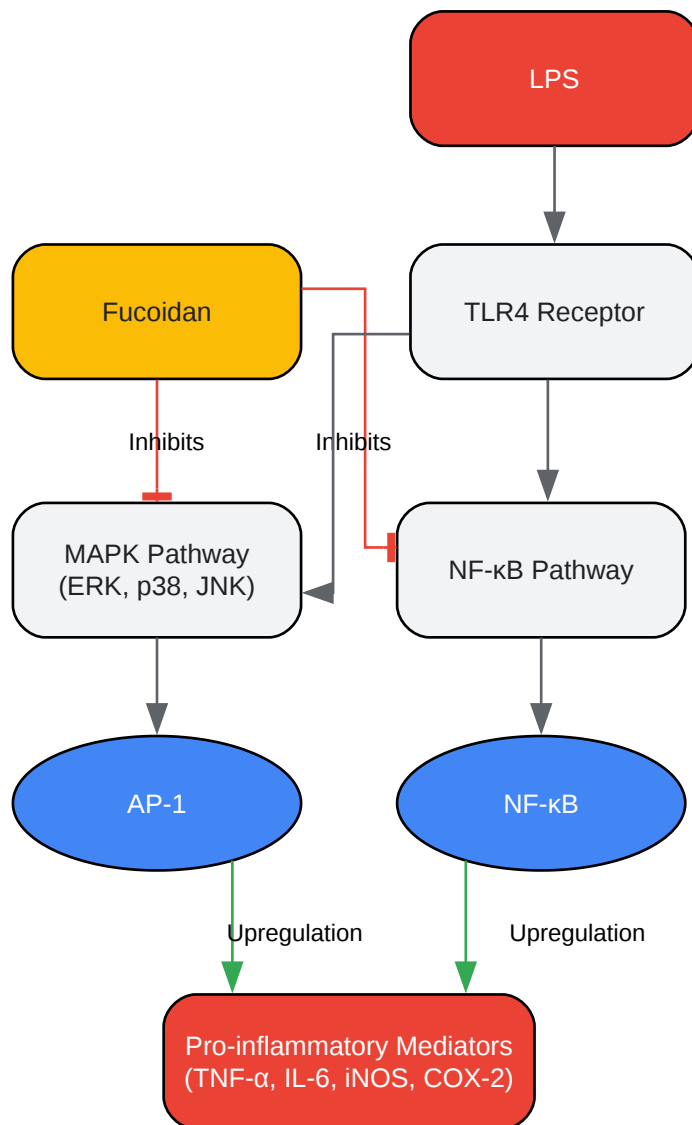 LPS
Fucoidan
TLR4 Receptor
Inhibits
Inhibits
MAPK Pathway
(ERK, p38, JNK)
NF-κB Pathway
AP-1
NF-κB
Upregulation
Upregulation
Pro-inflammatory Mediators
(TNF-α, IL-6, iNOS, COX-2)